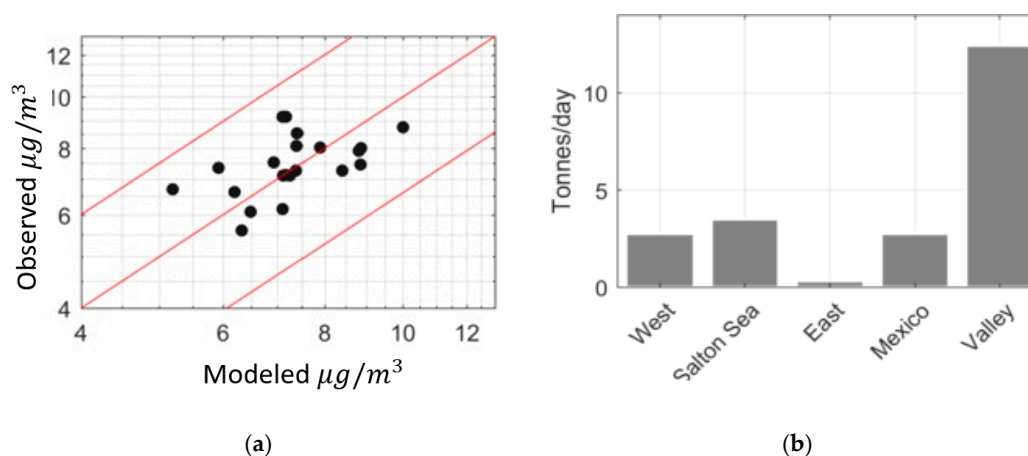 12
10
8
6
4
Observed μg/m³
4
6
8
10
12
Modeled μg/m³
(a)
Tonnes/day
10
5
0
West
Salton Sea
East
Mexico
Valley
(b)